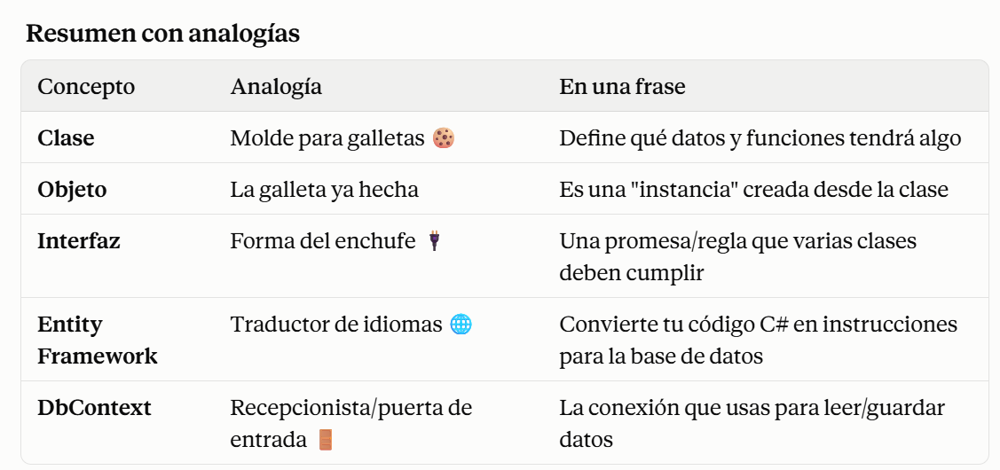 Resumen con analogías
Concepto Analogía En una frase
Clase Molde para galletas 🍪 Define qué datos y funciones tendrá algo
Objeto La galleta ya hecha Es una "instancia" creada desde la clase
Interfaz Forma del enchufe 🔌 Una promesa/regla que varias clases
deben cumplir
Entity Traductor de idiomas 🌐 Convierte tu código C# en instrucciones
Framework para la base de datos
DbContext Recepcionista/puerta de La conexión que usas para leer/guardar
entrada 🚪 datos